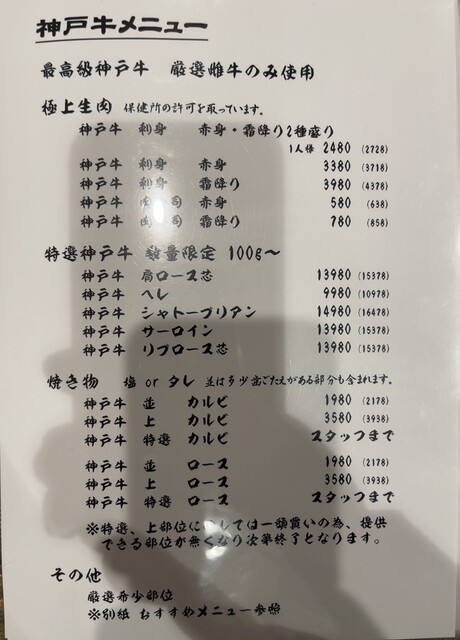 神戸牛メニュー
最高級神戸牛 厳選雌牛のみ使用
極上生肉 保健所の許可を取っています。
神戸牛 刺身 赤身・霜降り2種盛り
1人様 2480 (2728)
神戸牛 刺身 赤身 3380 (3718)
神戸牛 刺身 霜降り 3980 (4378)
神戸牛 肉寿司 赤身 580 (638)
神戸牛 肉寿司 霜降り 780 (858)
特選神戸牛 数量限定 100g〜
神戸牛 肩ロース芯 13980 (15378)
神戸牛 ヘレ 9980 (10978)
神戸牛 シャトーブリアン 14980 (16478)
神戸牛 サーロイン 13980 (15378)
神戸牛 リブロース芯 13980 (15378)
焼き物 塩 or タレ 並は多少歯ごたえがある部分も含まれます。
神戸牛 並 カルビ 1980 (2178)
神戸牛 上 カルビ 3580 (3938)
神戸牛 特選 カルビ スタッフまで
神戸牛 並 ロース 1980 (2178)
神戸牛 上 ロース 3580 (3938)
神戸牛 特選 ロース スタッフまで
※特選、上部位に関しては一頭買いの為、提供
できる部位が無くなり次第終了となります。
その他
厳選希少部位
※別紙 おすすめメニュー参照